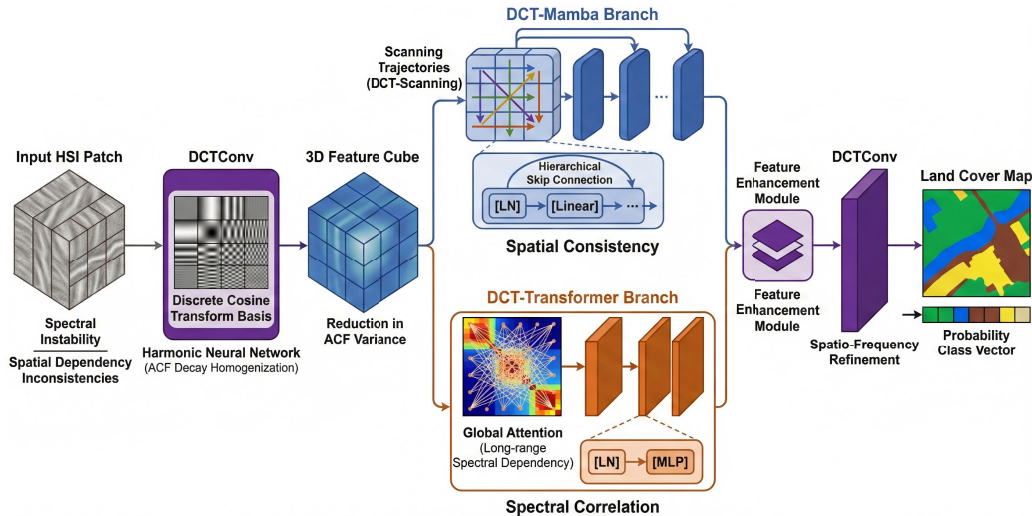 Input HSI Patch
Spectral
Instability
Spatial Dependency
Inconsistencies
DCTConv
Discrete Cosine
Transform Basis
Harmonic Neural Network
(ACF Decay Homogenization)
3D Feature Cube
Reduction in
ACF Variance
DCT-Mamba Branch
Scanning
Trajectories
(DCT-Scanning)
...
Hierarchical
Skip Connection
[LN]
[Linear]
...
Spatial Consistency
DCT-Transformer Branch
Global Attention
(Long-range
Spectral Dependency)
[LN]
[MLP]
Spectral Correlation
Feature
Enhancement
Module
Feature
Enhancement
Module
DCTConv
Spatio-Frequency
Refinement
Land Cover Map
Probability
Class Vector